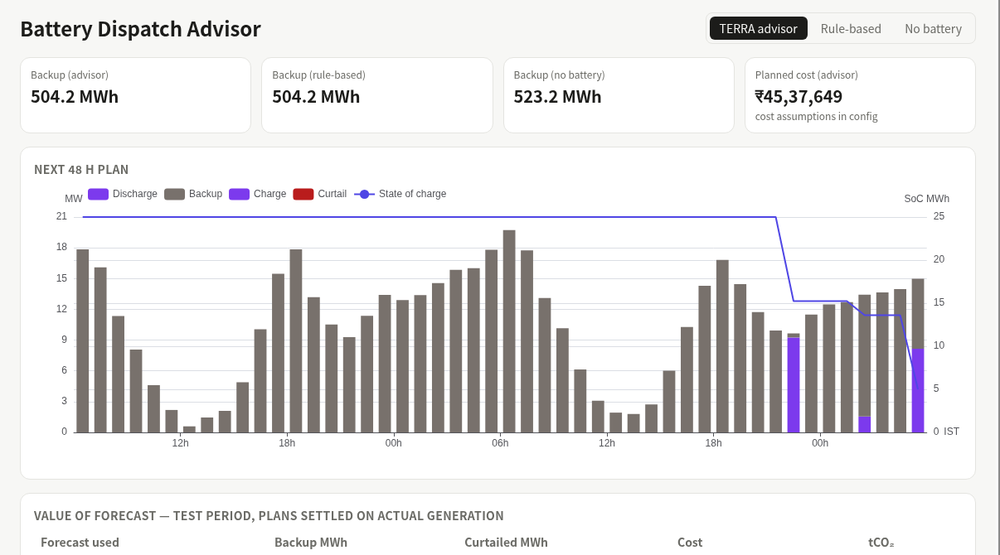 Battery Dispatch Advisor
TERRA advisor Rule-based No battery
Backup (advisor)
504.2 MWh
Backup (rule-based)
504.2 MWh
Backup (no battery)
523.2 MWh
Planned cost (advisor)
₹45,37,649
cost assumptions in config
NEXT 48 H PLAN
Discharge Backup Charge Curtail State of charge
MW SoC MWh
21 25
18 20
15 15
12 10
9 5
6 0 IST
3
0
12h 18h 00h 06h 12h 18h 00h
VALUE OF FORECAST — TEST PERIOD, PLANS SETTLED ON ACTUAL GENERATION
Forecast used Backup MWh Curtailed MWh Cost tCO₂